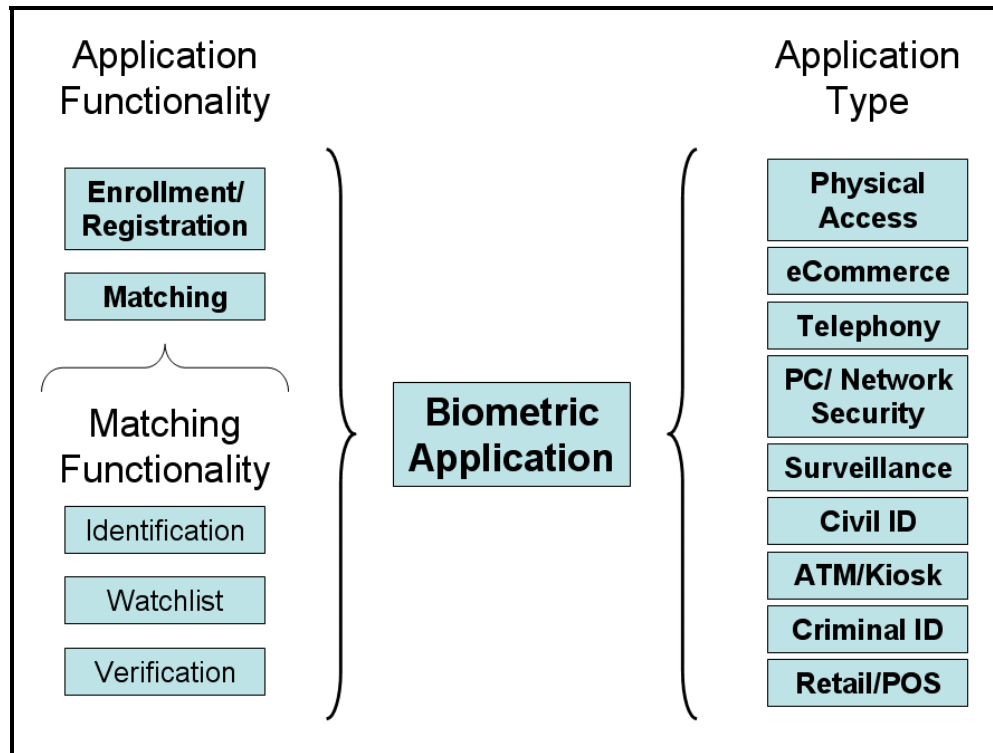 Application
Functionality
Enrollment/
Registration
Matching
Matching
Functionality
Identification
Watchlist
Verification
Biometric
Application
Application
Type
Physical
Access
eCommerce
Telephony
PC/ Network
Security
Surveillance
Civil ID
ATM/Kiosk
Criminal ID
Retail/POS